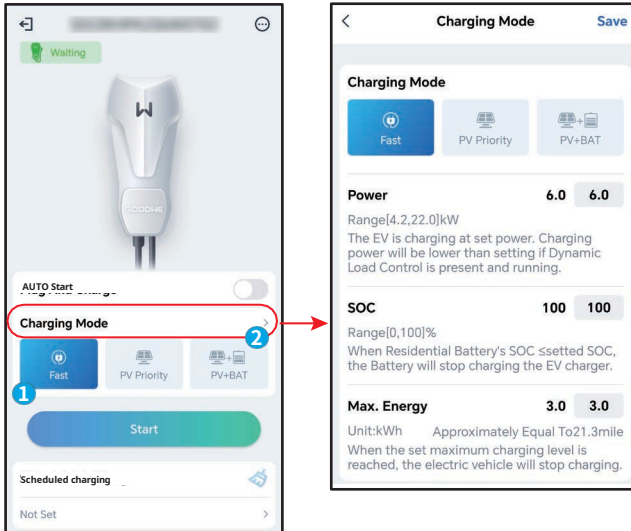 Waiting
GOODWE
AUTO Start
Charging Mode
2
1
Fast
PV Priority
PV+BAT
Start
Scheduled charging
Not Set
Charging Mode
Save
Charging Mode
Fast
PV Priority
PV+BAT
Power 6.0 6.0
Range[4.2,22.0]kW
The EV is charging at set power. Charging
power will be lower than setting if Dynamic
Load Control is present and running.
SOC 100 100
Range[0,100]%
When Residential Battery's SOC ≤setted SOC,
the Battery will stop charging the EV charger.
Max. Energy 3.0 3.0
Unit:kWh Approximately Equal To21.3mile
When the set maximum charging level is
reached, the electric vehicle will stop charging.